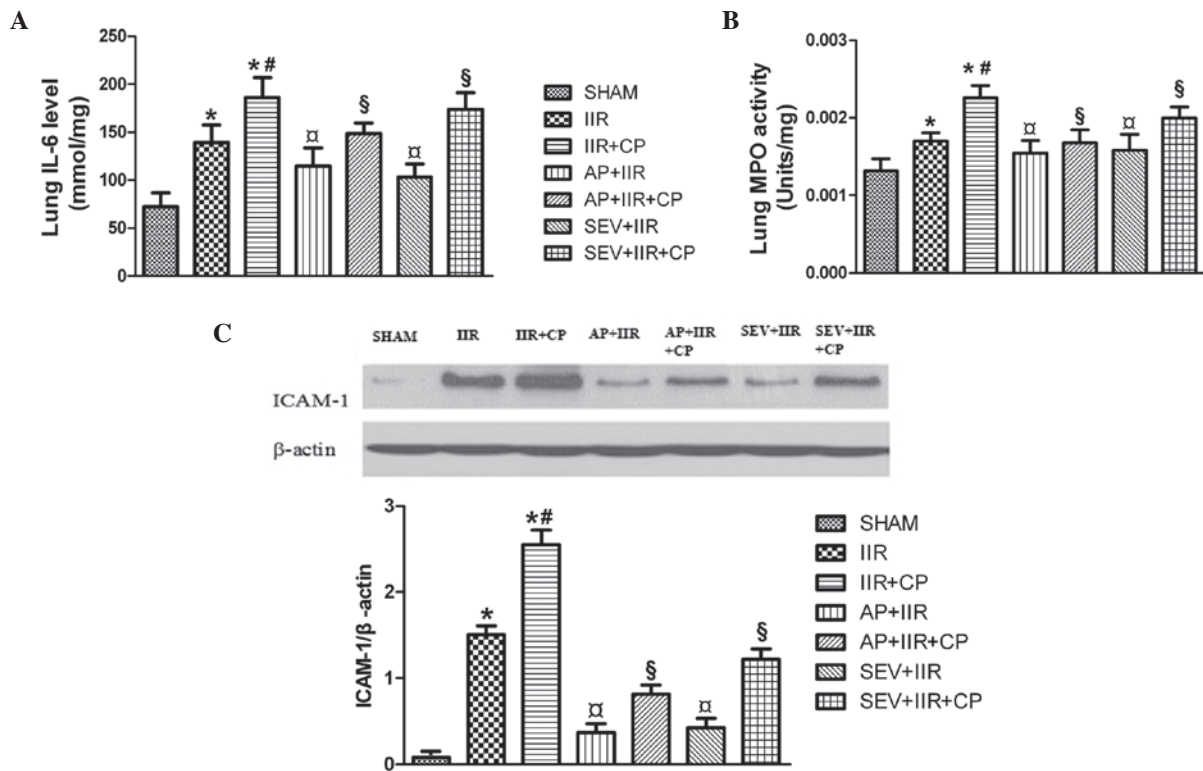 A
Lung IL-6 level
(mmol/mg)
250
200
150
100
50
0
*
*#
¤
§
¤
§
SHAM
IIR
IIR+CP
AP+IIR
AP+IIR+CP
SEV+IIR
SEV+IIR+CP
B
Lung MPO activity
(Units/mg)
0.003
0.002
0.001
0.000
*
*#
¤
§
¤
§
C
SHAM IIR IIR+CP AP+IIR AP+IIR SEV+IIR SEV+IIR
+CP +CP
ICAM-1
β-actin
ICAM-1/β -actin
3
2
1
0
*
*#
¤
§
¤
§
SHAM
IIR
IIR+CP
AP+IIR
AP+IIR+CP
SEV+IIR
SEV+IIR+CP